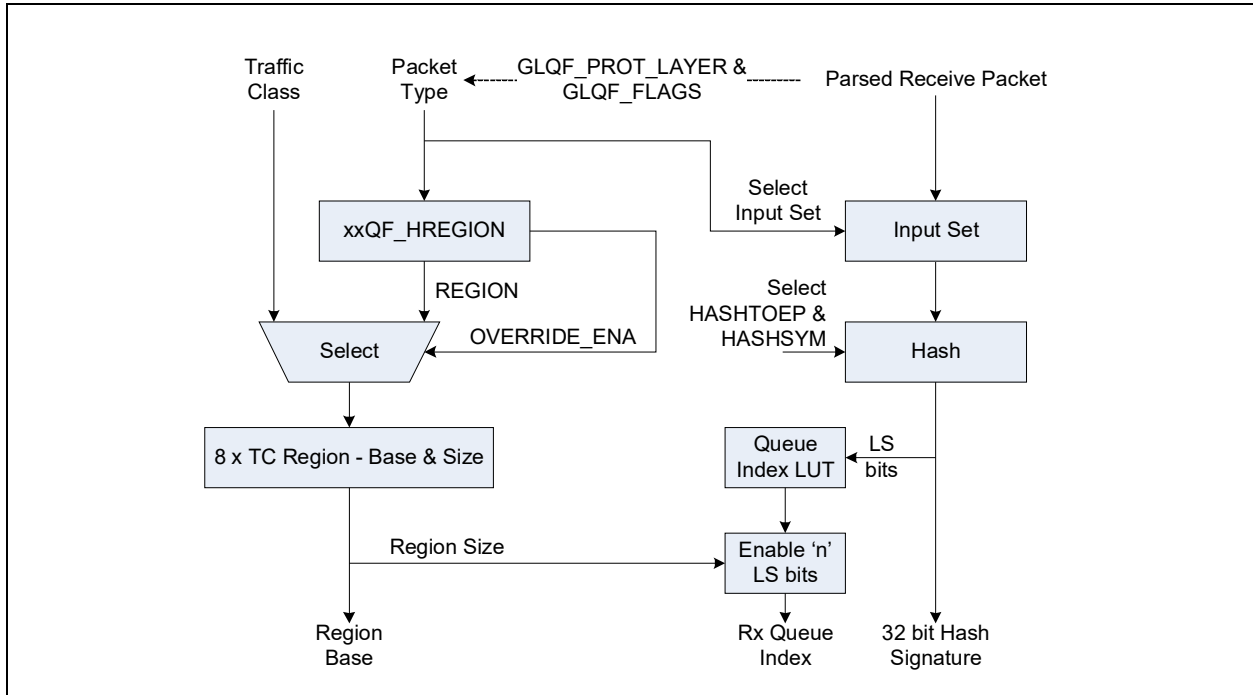 Traffic
Class
Packet
Type
GLQF_PROT_LAYER &
GLQF_FLAGS
Parsed Receive Packet
Select
Input Set
xxQF_HREGION
Input Set
REGION
Select
HASHTOEP &
HASHSYM
OVERRIDE_ENA
Select
Hash
8 x TC Region - Base & Size
Queue
Index LUT
LS
bits
Region Size
Enable ‘n’
LS bits
Region
Base
Rx Queue
Index
32 bit Hash
Signature